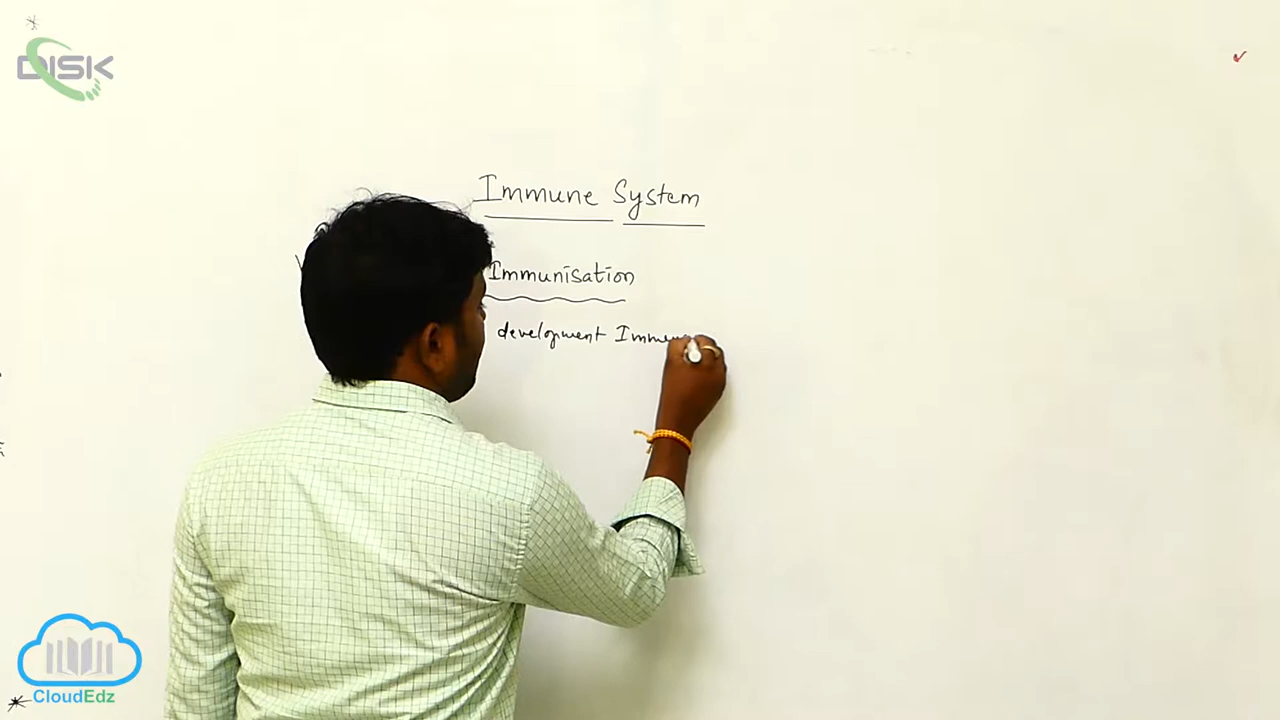 DISK
Immune System
Immunisation
development
CloudEdz